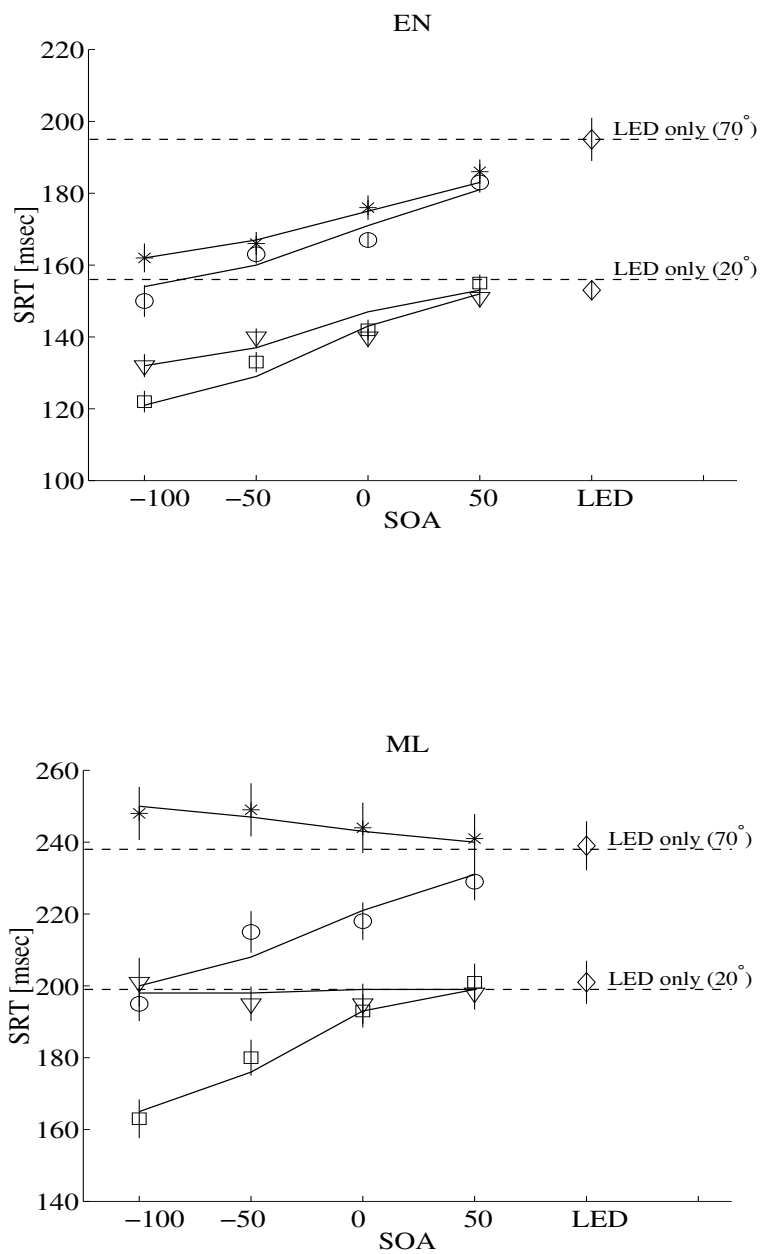 EN
220
200
180
160
140
120
100
SRT [msec]
LED only (70°)
LED only (20°)
−100 −50 0 50 LED
SOA
ML
260
240
220
200
180
160
140
SRT [msec]
LED only (70°)
LED only (20°)
−100 −50 0 50 LED
SOA